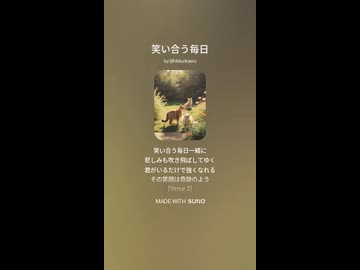 笑い合う毎日
笑い合う毎日一緒に
悲しみも吹き飛ばしてゆく
君がいるだけで強くなれる
その笑顔は奇跡のよう
[Verse 2]
MADE WITH SUNO